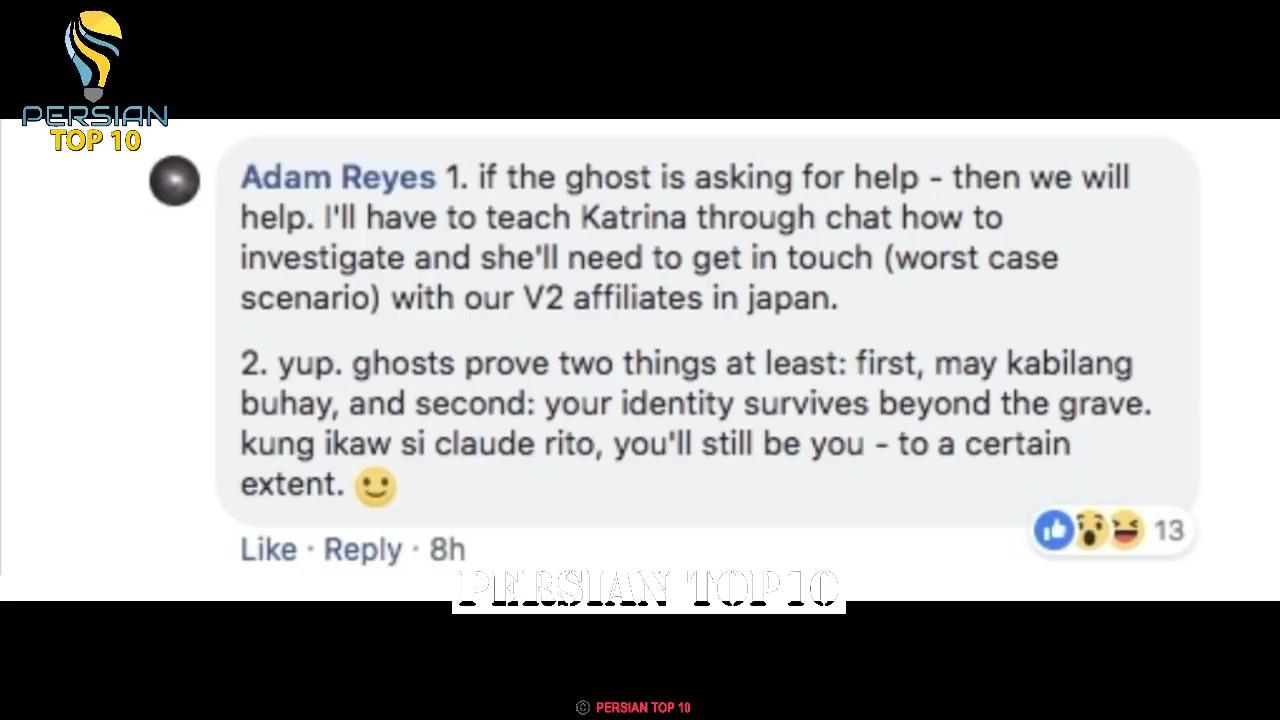 PERSIAN
TOP 10
Adam Reyes 1. if the ghost is asking for help - then we will
help. I'll have to teach Katrina through chat how to
investigate and she'll need to get in touch (worst case
scenario) with our V2 affiliates in japan.
2. yup. ghosts prove two things at least: first, may kabilang
buhay, and second: your identity survives beyond the grave.
kung ikaw si claude rito, you'll still be you - to a certain
extent. 🙂
13
Like · Reply · 8h
PERSIAN TOP10
© PERSIAN TOP 10